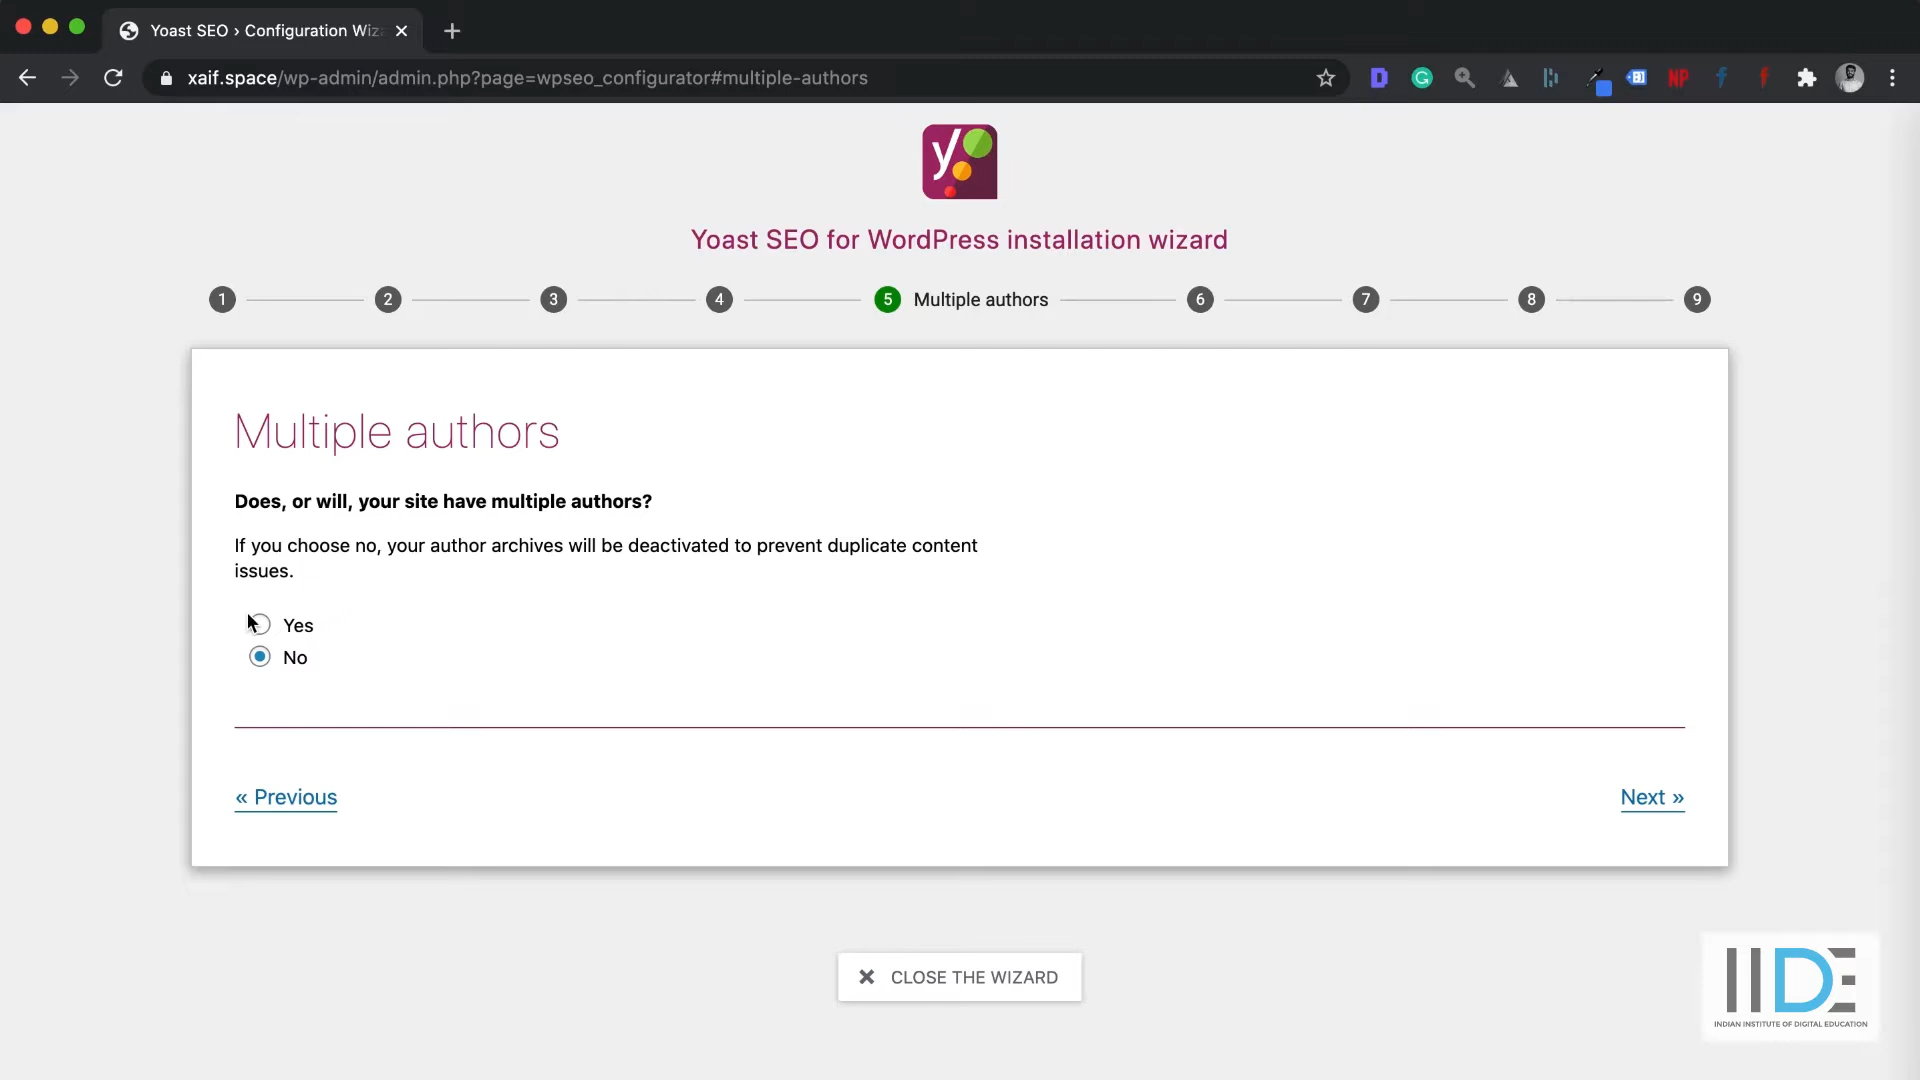 Yoast SEO › Configuration Wiz
xaif.space/wp-admin/admin.php?page=wpseo_configurator#multiple-authors
D
G
NP
f
f
y
Yoast SEO for WordPress installation wizard
1
2
3
4
5 Multiple authors
6
7
8
9
Multiple authors
Does, or will, your site have multiple authors?
If you choose no, your author archives will be deactivated to prevent duplicate content
issues.
Yes
No
« Previous
Next »
CLOSE THE WIZARD
IIDE
INDIAN INSTITUTE OF DIGITAL EDUCATION